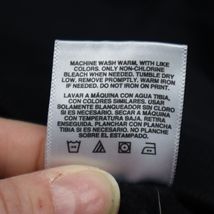 MACHINE WASH WARM, WITH LIKE
COLORS. ONLY NON-CHLORINE
BLEACH WHEN NEEDED. TUMBLE DRY
LOW. REMOVE PROMPTLY. WARM IRON
IF NEEDED. DO NOT IRON ON PRINT.
LAVAR A MÁQUINA CON AGUA TIBIA,
CON COLORES SIMILARES. USAR
SOLAMENTE BLANQUEADOR SIN CLORO
SI ES NECESARIO. SECAR A MÁQUINA
CON TEMPERATURA BAJA, RETIRAR
ENSEGUIDA. PLANCHAR CON PLANCHA
TIBIA SI ES NECESARIO. NO PLANCHAR
LA IMPRESIÓN.